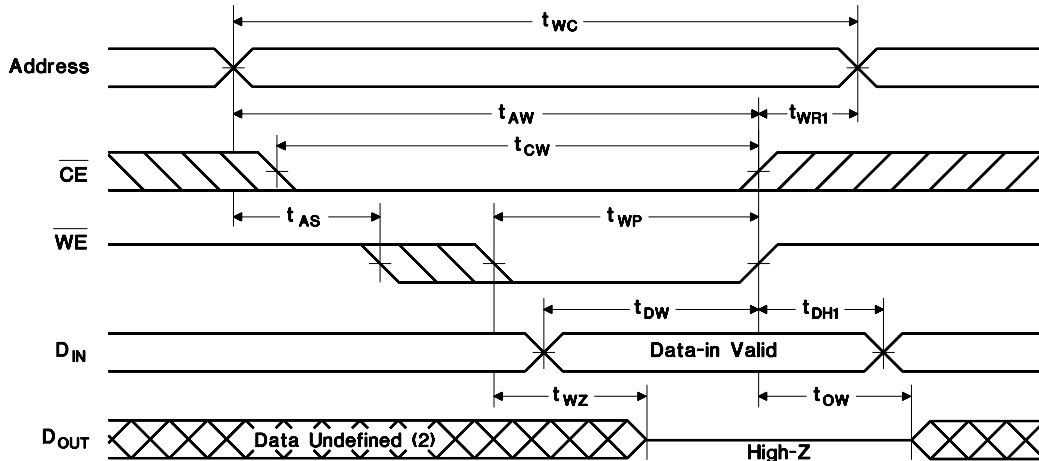 tWC
Address
tAW
tWR1
tCW
CE
tAS
tWP
WE
tDW
tDH1
DIN
Data-in Valid
tWZ
tOW
DOUT
Data Undefined (2)
High-Z